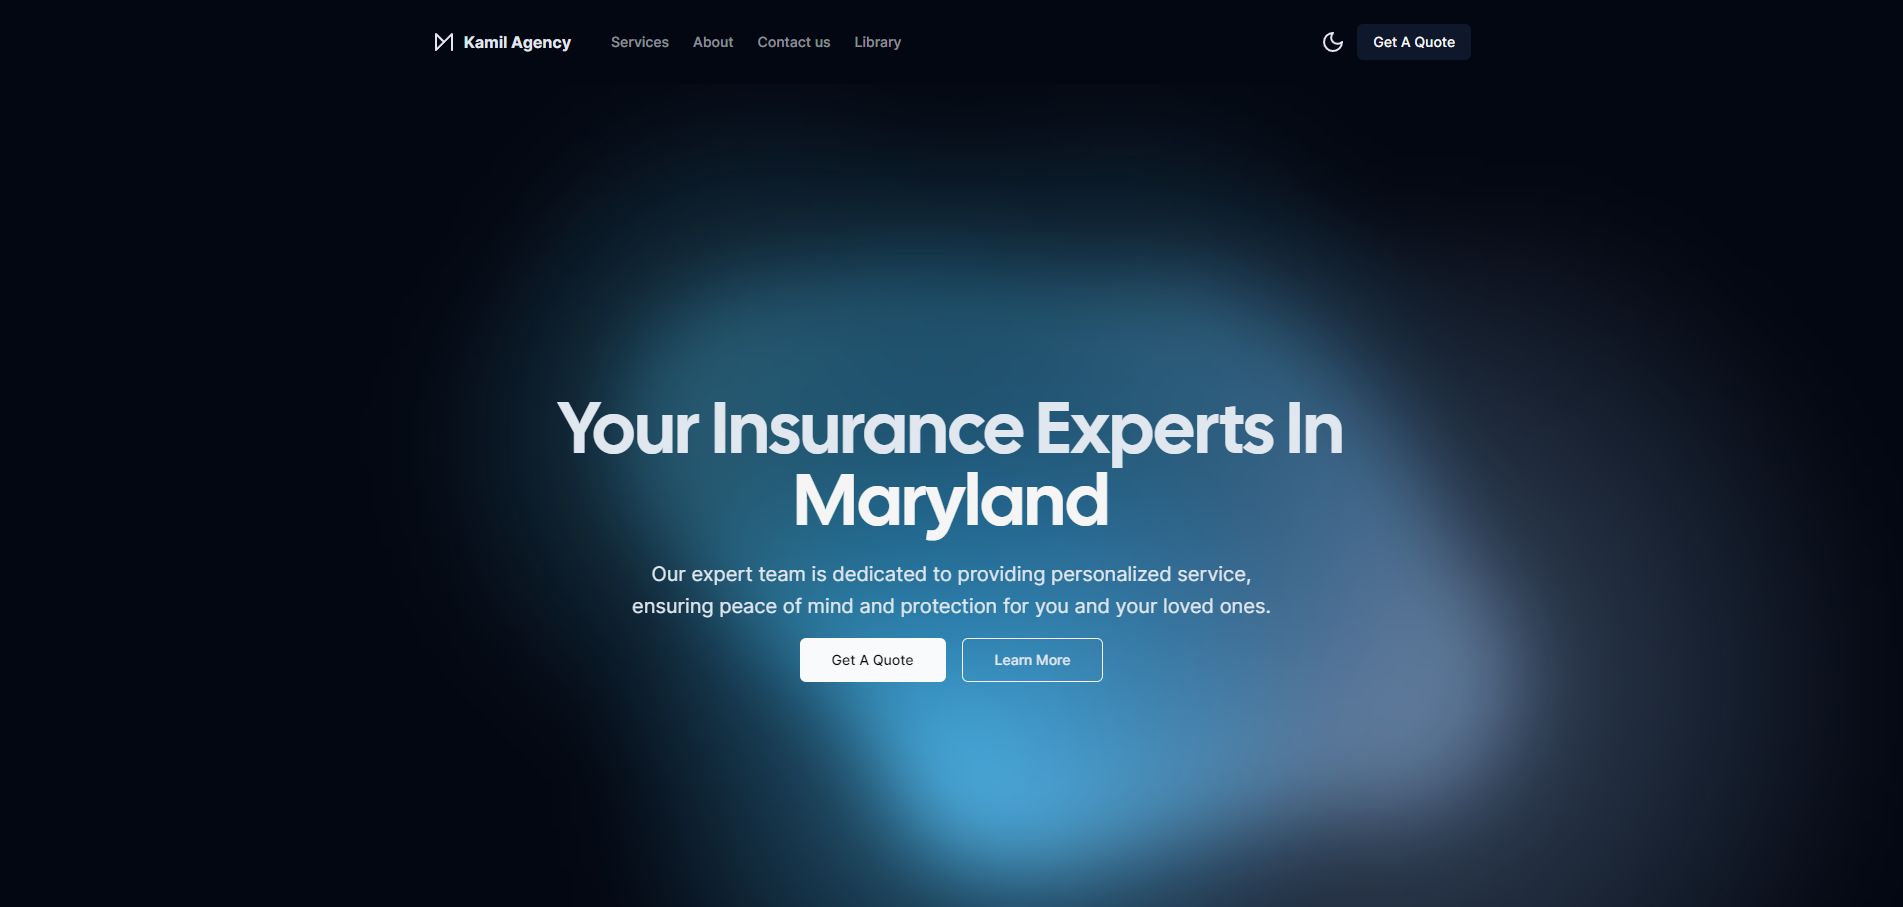 Kamil Agency
Services
About
Contact us
Library
Get A Quote
Your Insurance Experts In
Maryland
Our expert team is dedicated to providing personalized service,
ensuring peace of mind and protection for you and your loved ones.
Get A Quote
Learn More